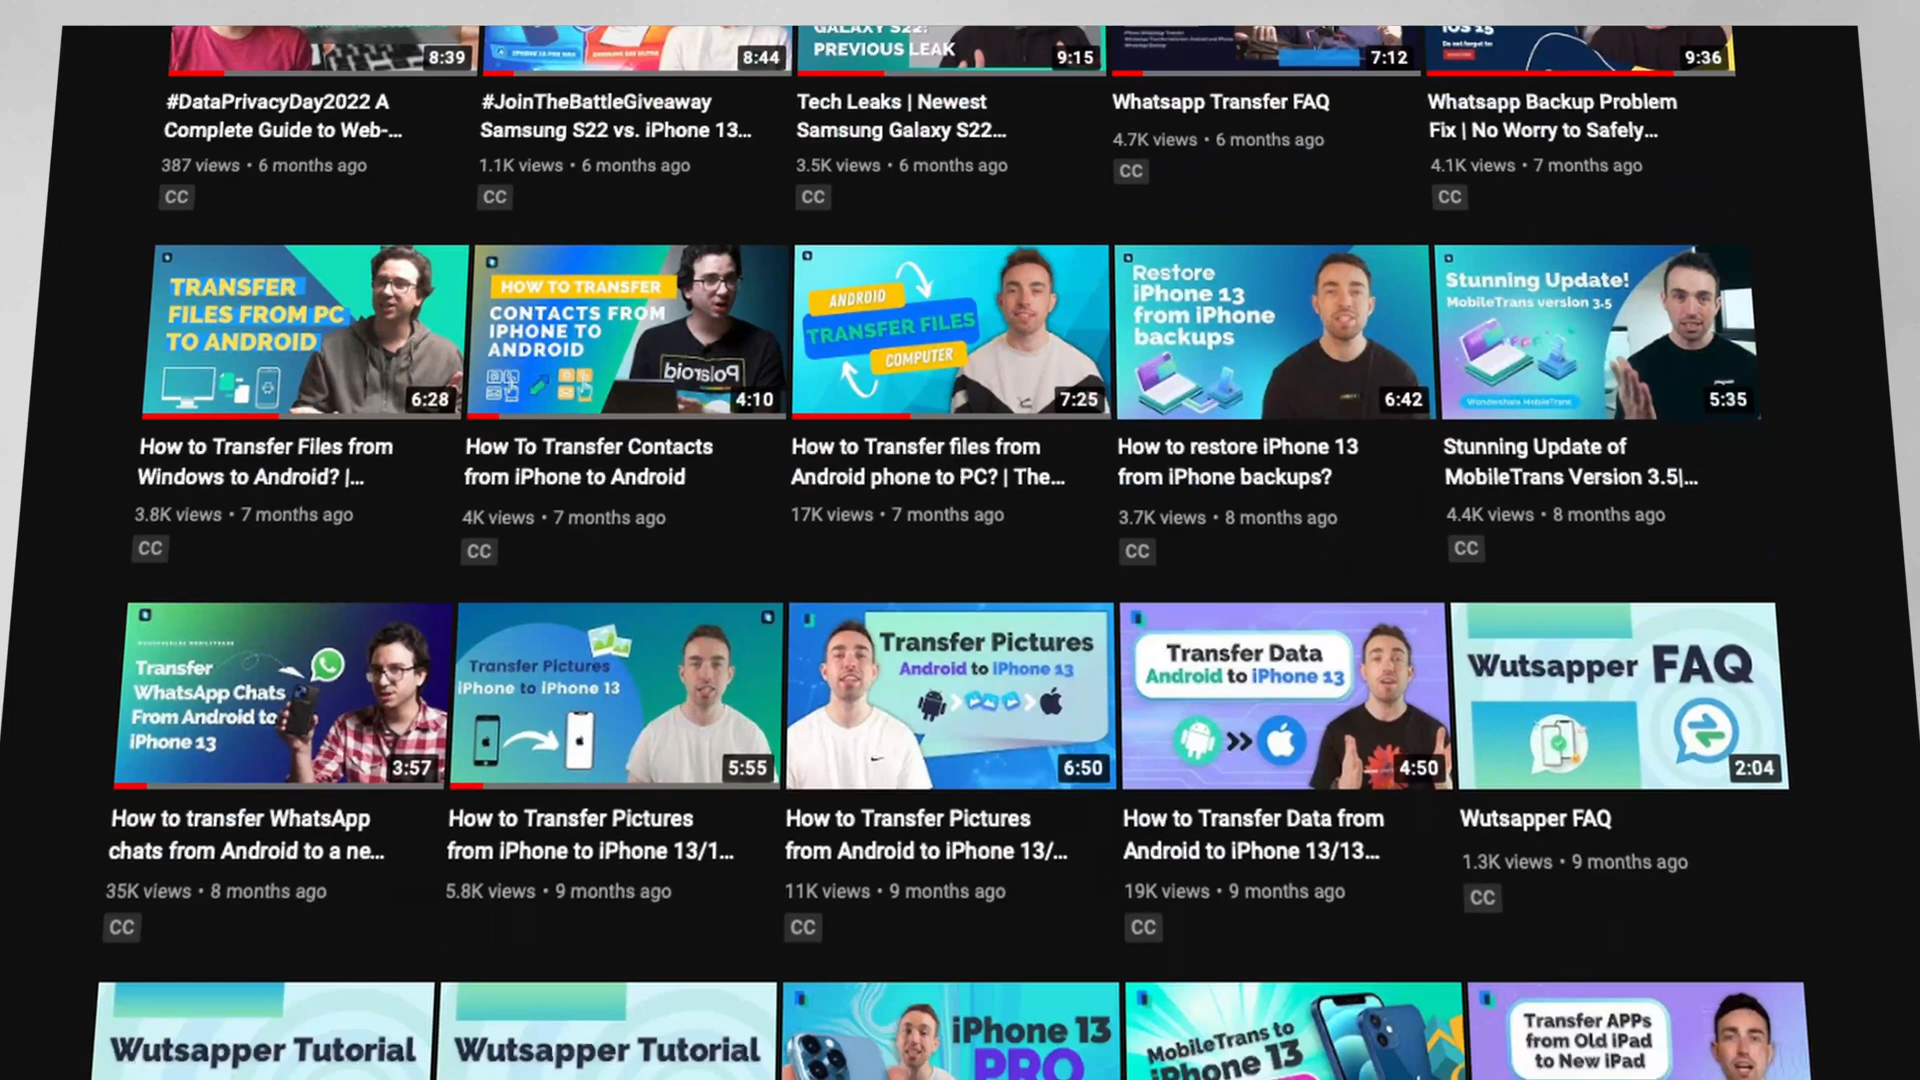 8:39
8:44
GALAXY S22:
PREVIOUS LEAK
9:15
7:12
iOS 15
9:36
#DataPrivacyDay2022 A
Complete Guide to Web-...
387 views • 6 months ago
CC
#JoinTheBattleGiveaway
Samsung S22 vs. iPhone 13...
1.1K views • 6 months ago
CC
Tech Leaks | Newest
Samsung Galaxy S22...
3.5K views • 6 months ago
CC
Whatsapp Transfer FAQ
4.7K views • 6 months ago
CC
Whatsapp Backup Problem
Fix | No Worry to Safely...
4.1K views • 7 months ago
CC
TRANSFER
FILES FROM PC
TO ANDROID
6:28
HOW TO TRANSFER
CONTACTS FROM
IPHONE TO
ANDROID
Polaroid
4:10
ANDROID
TRANSFER FILES
COMPUTER
7:25
Restore
iPhone 13
from iPhone
backups
6:42
Stunning Update!
MobileTrans version 3.5
Wondershare MobileTrans
5:35
How to Transfer Files from
Windows to Android? |...
3.8K views • 7 months ago
CC
How To Transfer Contacts
from iPhone to Android
4K views • 7 months ago
CC
How to Transfer files from
Android phone to PC? | The...
17K views • 7 months ago
How to restore iPhone 13
from iPhone backups?
3.7K views • 8 months ago
CC
Stunning Update of
MobileTrans Version 3.5|...
4.4K views • 8 months ago
CC
Transfer
WhatsApp Chats
From Android to
iPhone 13
3:57
Transfer Pictures
iPhone to iPhone 13
5:55
Transfer Pictures
Android to iPhone 13
6:50
Transfer Data
Android to iPhone 13
4:50
Wutsapper FAQ
2:04
How to transfer WhatsApp
chats from Android to a ne...
35K views • 8 months ago
CC
How to Transfer Pictures
from iPhone to iPhone 13/1...
5.8K views • 9 months ago
How to Transfer Pictures
from Android to iPhone 13/...
11K views • 9 months ago
CC
How to Transfer Data from
Android to iPhone 13/13...
19K views • 9 months ago
CC
Wutsapper FAQ
1.3K views • 9 months ago
CC
Wutsapper Tutorial
Wutsapper Tutorial
iPhone 13
PRO
MobileTrans to
iPhone 13
Transfer APPs
from Old iPad
to New iPad